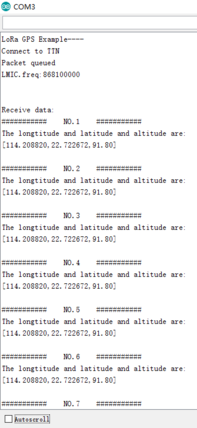 COM3
LoRa GPS Example----
Connect to TTN
Packet queued
LMIC.freq:868100000
Receive data:
########### NO.1 ###########
The longtitude and latitude and altitude are:
[114.208820,22.722672,91.80]
########### NO.2 ###########
The longtitude and latitude and altitude are:
[114.208820,22.722672,91.80]
########### NO.3 ###########
The longtitude and latitude and altitude are:
[114.208820,22.722672,91.80]
########### NO.4 ###########
The longtitude and latitude and altitude are:
[114.208820,22.722672,91.80]
########### NO.5 ###########
The longtitude and latitude and altitude are:
[114.208820,22.722672,91.80]
########### NO.6 ###########
The longtitude and latitude and altitude are:
[114.208820,22.722672,91.80]
########### NO.7 ###########
Autoscroll